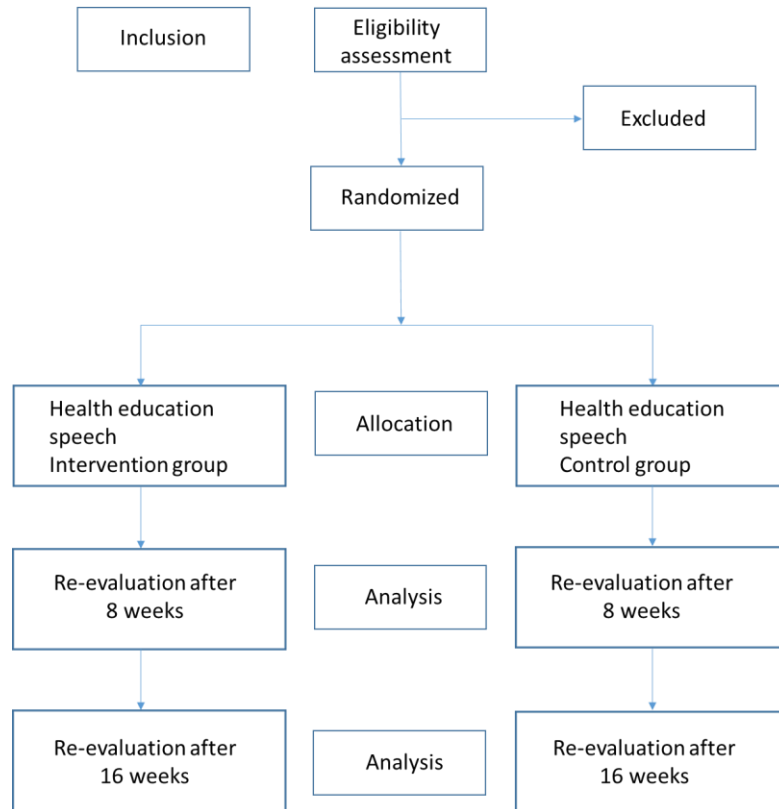 Inclusion
Eligibility
assessment
Excluded
Randomized
Health education
speech
Intervention group
Allocation
Health education
speech
Control group
Re-evaluation after
8 weeks
Analysis
Re-evaluation after
8 weeks
Re-evaluation after
16 weeks
Analysis
Re-evaluation after
16 weeks